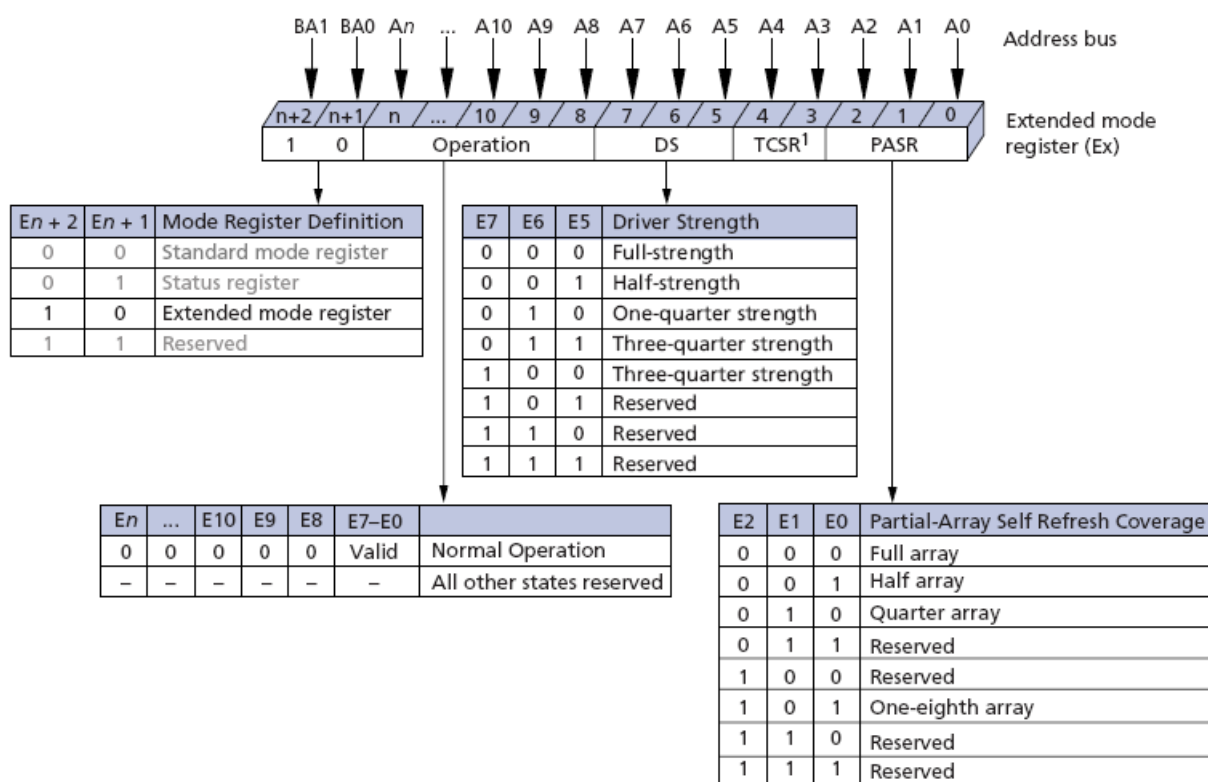 BA1 BA0 An ... A10 A9 A8 A7 A6 A5 A4 A3 A2 A1 A0 Address bus
n+2 n+1 n ... 10 9 8 7 6 5 4 3 2 1 0 Extended mode
register (Ex)
1 0 Operation DS TCSR1 PASR
En + 2 En + 1 Mode Register Definition
0 0 Standard mode register
0 1 Status register
1 0 Extended mode register
1 1 Reserved
E7 E6 E5 Driver Strength
0 0 0 Full-strength
0 0 1 Half-strength
0 1 0 One-quarter strength
0 1 1 Three-quarter strength
1 0 0 Three-quarter strength
1 0 1 Reserved
1 1 0 Reserved
1 1 1 Reserved
En ... E10 E9 E8 E7–E0
0 0 0 0 0 Valid Normal Operation
– – – – – – All other states reserved
E2 E1 E0 Partial-Array Self Refresh Coverage
0 0 0 Full array
0 0 1 Half array
0 1 0 Quarter array
0 1 1 Reserved
1 0 0 Reserved
1 0 1 One-eighth array
1 1 0 Reserved
1 1 1 Reserved